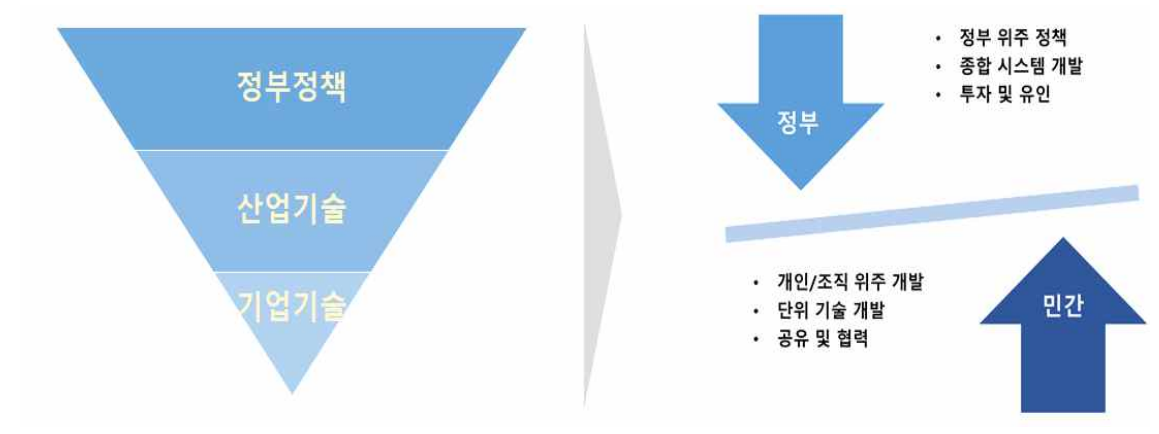 정부정책
산업기술
기업기술
정부
• 정부 위주 정책
• 종합 시스템 개발
• 투자 및 유인
• 개인/조직 위주 개발
• 단위 기술 개발
• 공유 및 협력
민간